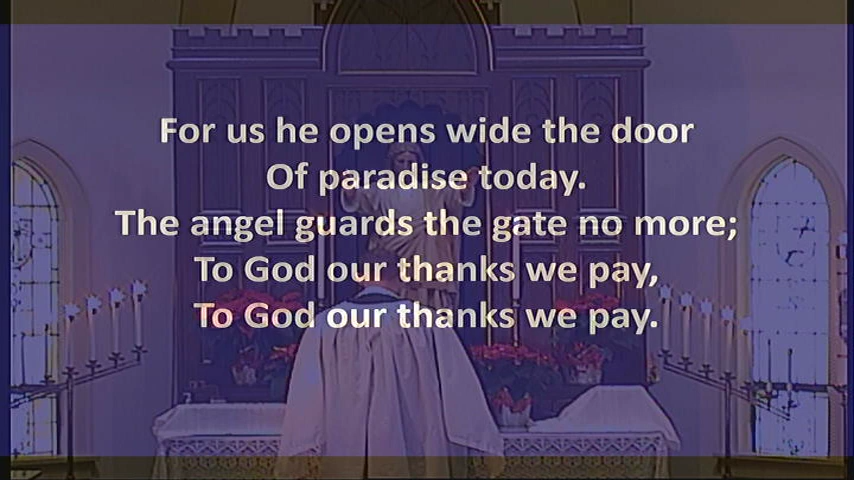 For us he opens wide the door
Of paradise today.
The angel guards the gate no more;
To God our thanks we pay,
To God our thanks we pay.